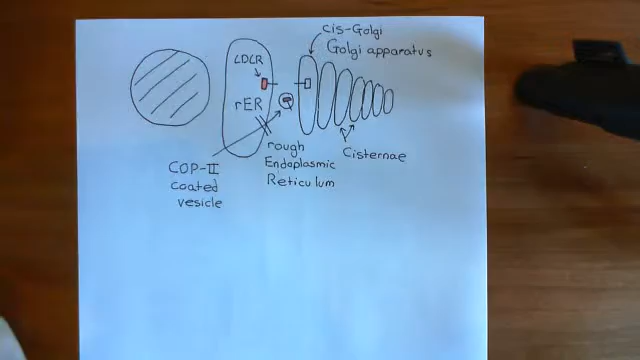 cis-Golgi
Golgi apparatus
LDLR
rER
rough
Endoplasmic
Reticulum
Cisternae
COP-II
coated
vesicle